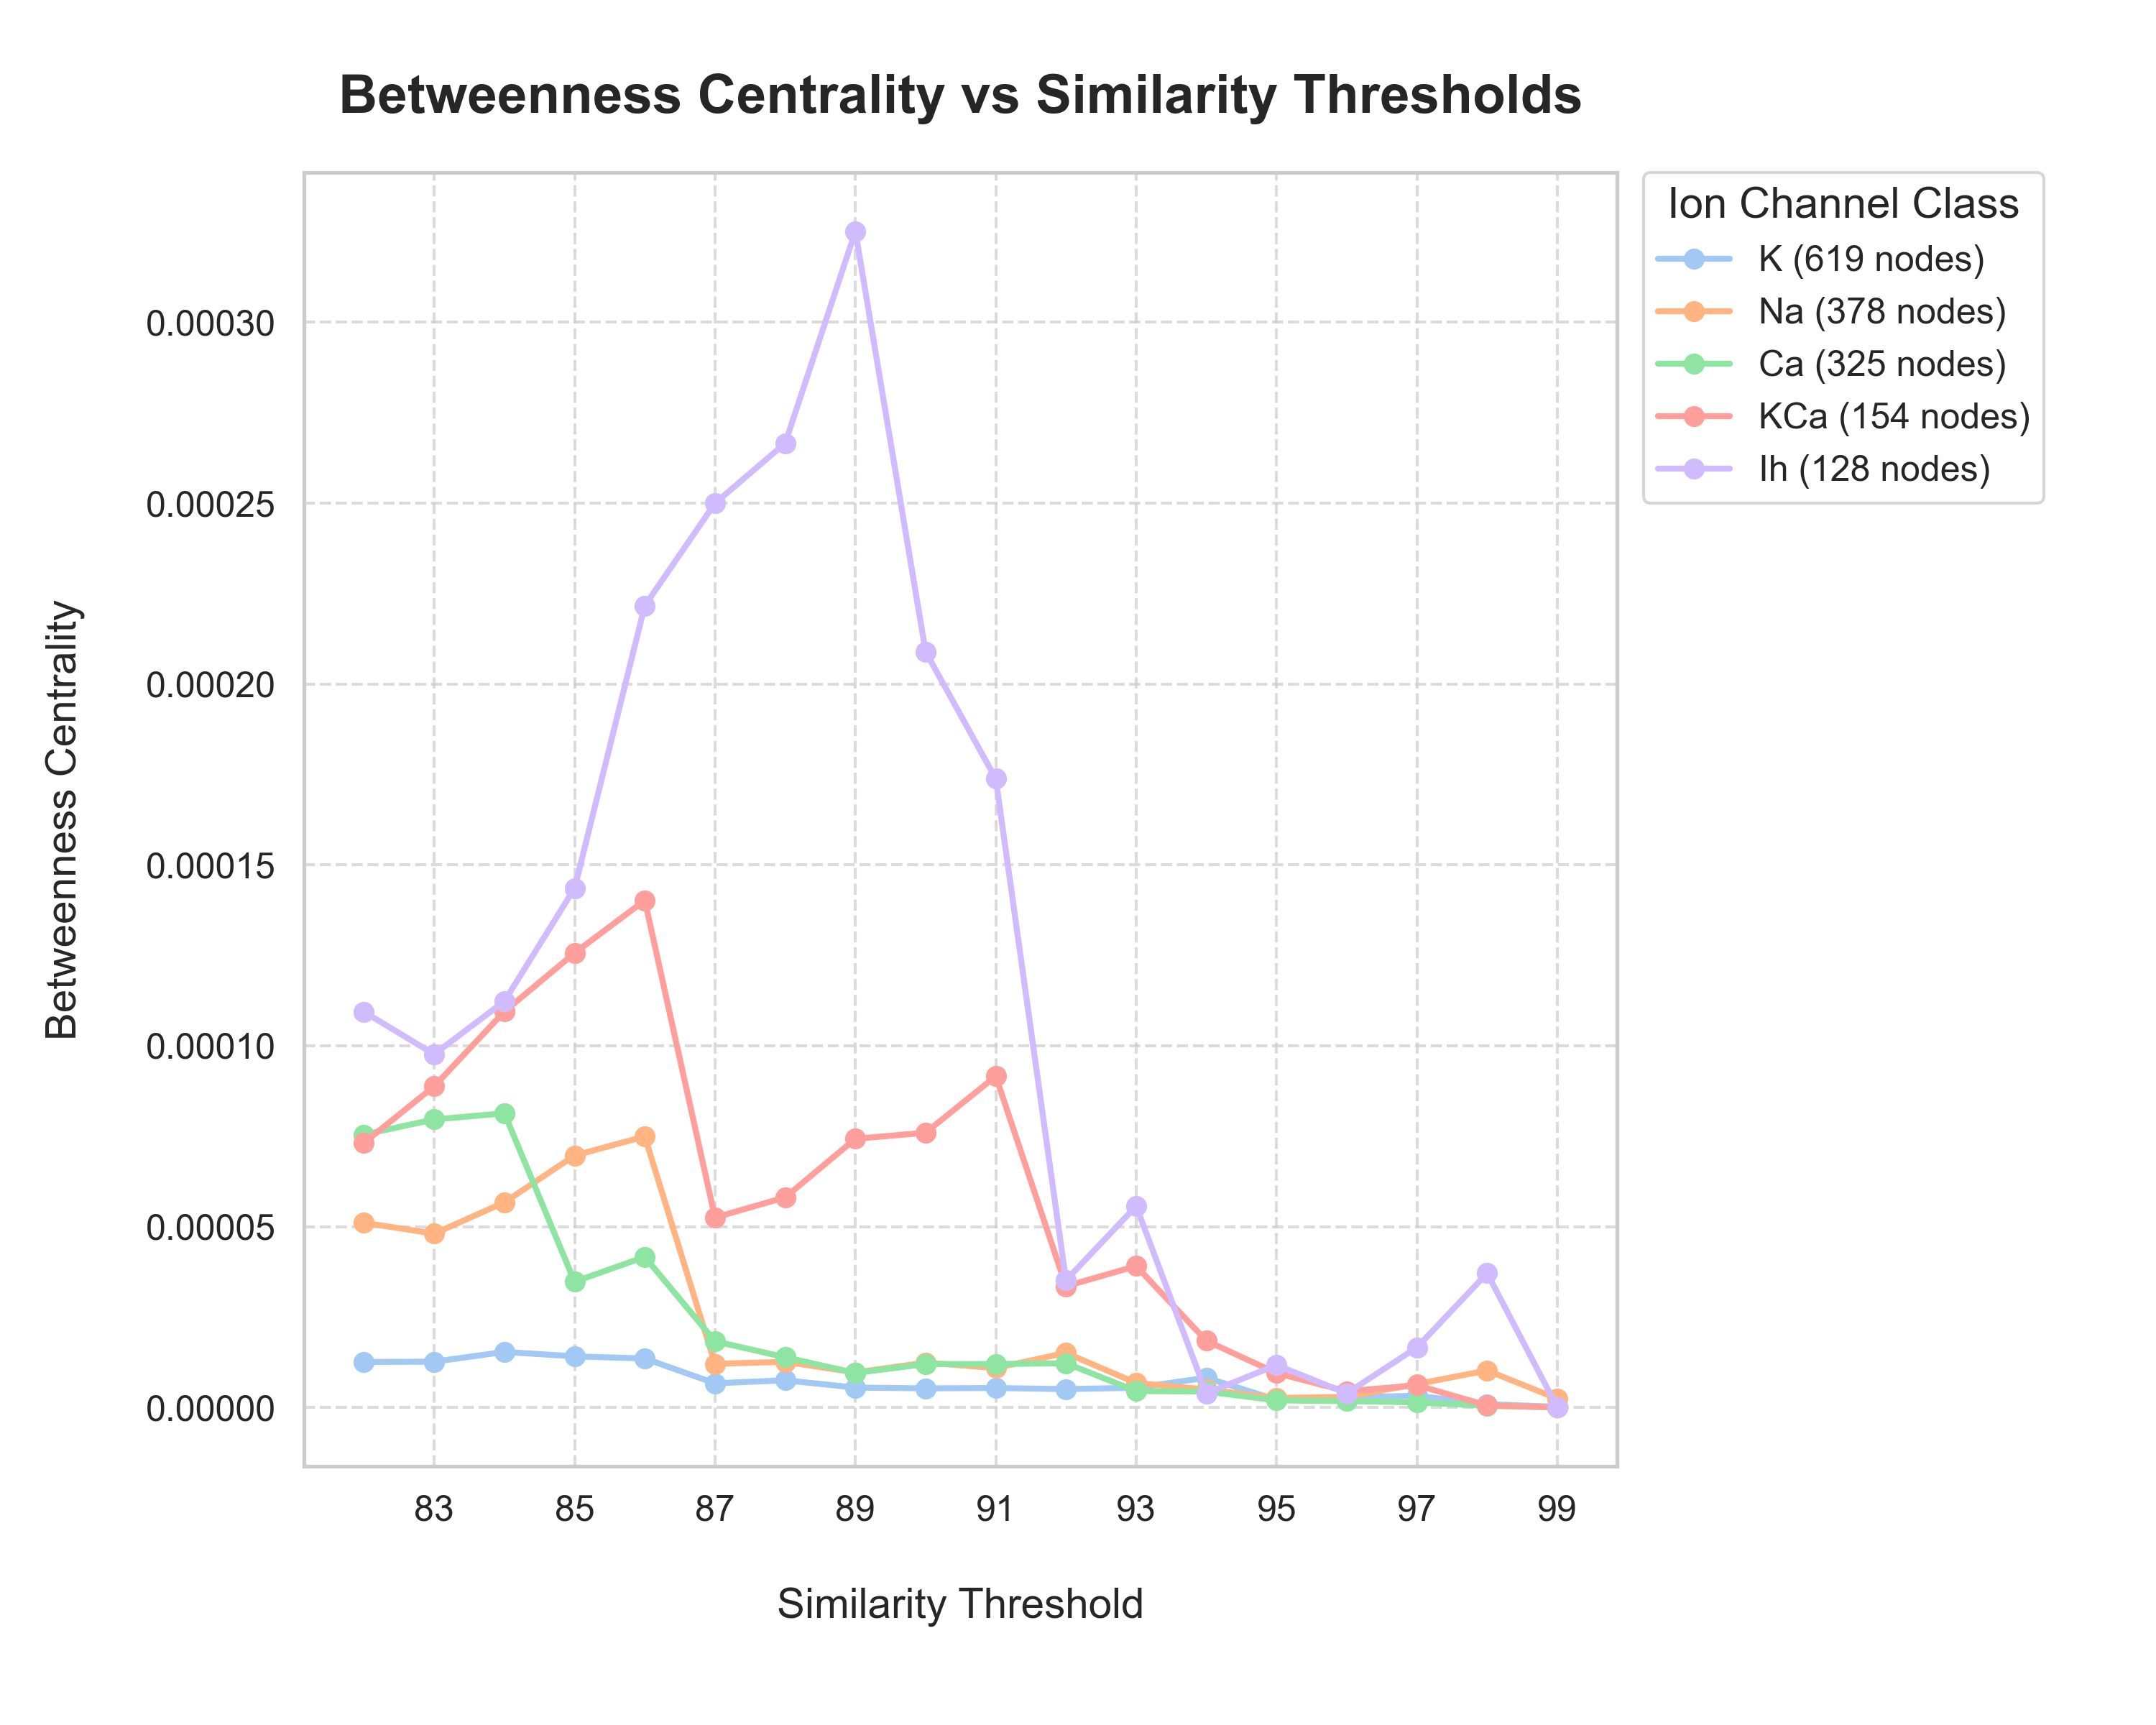 Betweenness Centrality vs Similarity Thresholds
Ion Channel Class
K (619 nodes)
Na (378 nodes)
Ca (325 nodes)
KCa (154 nodes)
Ih (128 nodes)
Betweenness Centrality
0.00030
0.00025
0.00020
0.00015
0.00010
0.00005
0.00000
83 85 87 89 91 93 95 97 99
Similarity Threshold